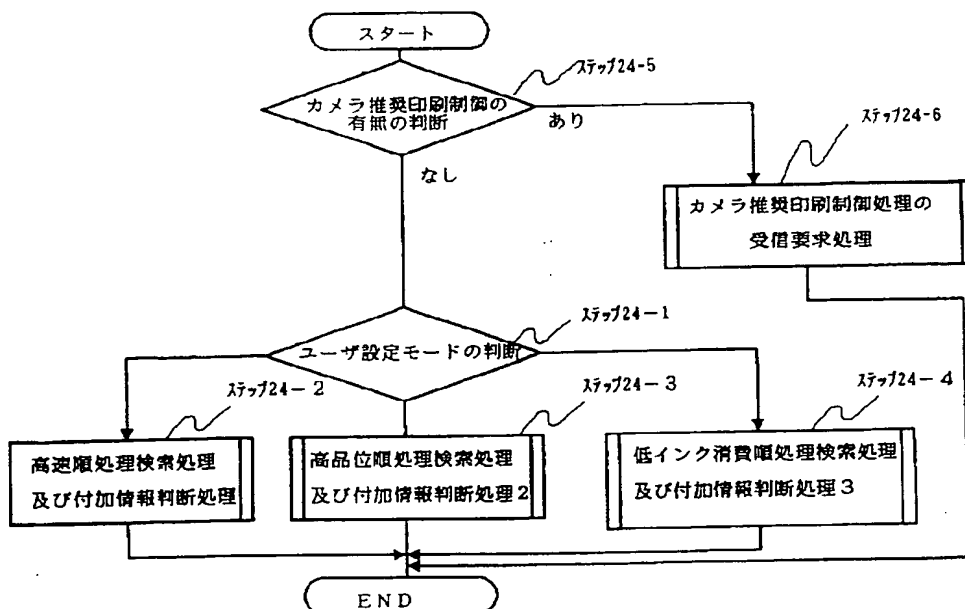 スタート
ステップ24-5
カメラ推奨印刷制御の
有無の判断
あり
なし
ステップ24-6
カメラ推奨印刷制御処理の
受信要求処理
ステップ24-1
ユーザ設定モードの判断
ステップ24-2
高速順処理検索処理
及び付加情報判断処理
ステップ24-3
高品位順処理検索処理
及び付加情報判断処理2
ステップ24-4
低インク消費順処理検索処理
及び付加情報判断処理3
END